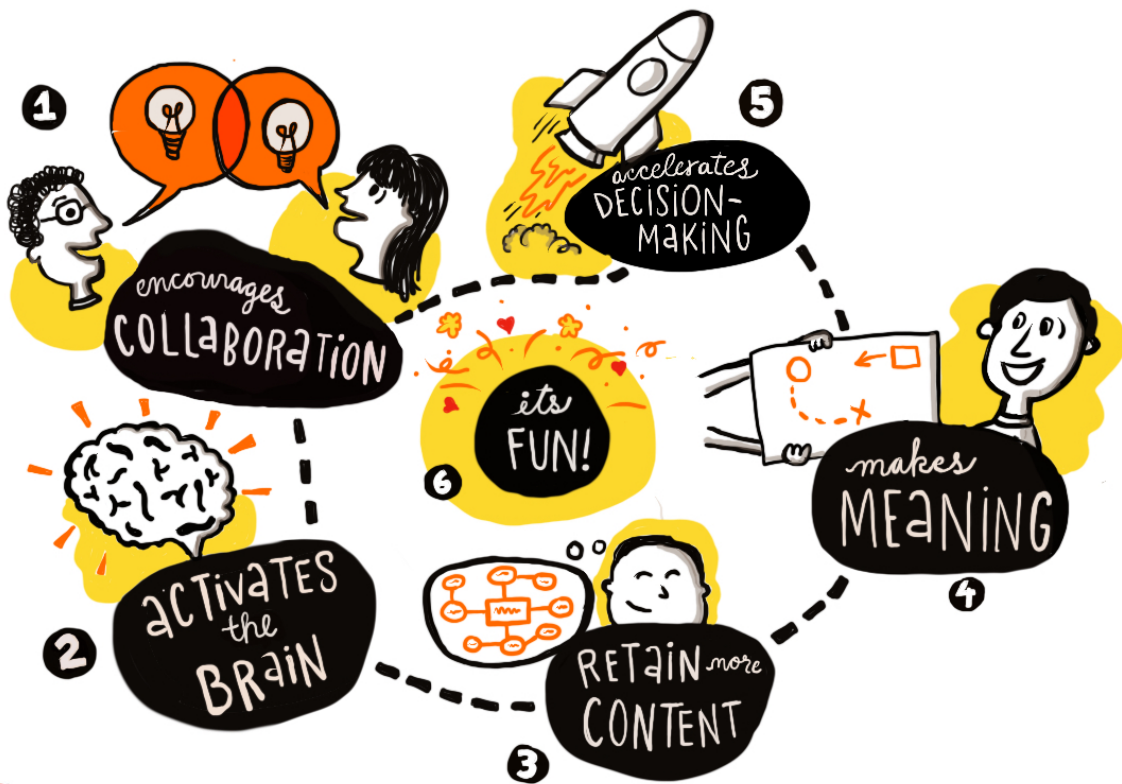 1
encourages
COLLaBORATiON
2
aCTivaTES
the
BRaiN
3
RETaiN more
CONTENT
4
makes
MEaNiNG
5
accelerates
DECISION-
MaKING
6
its
FUN!